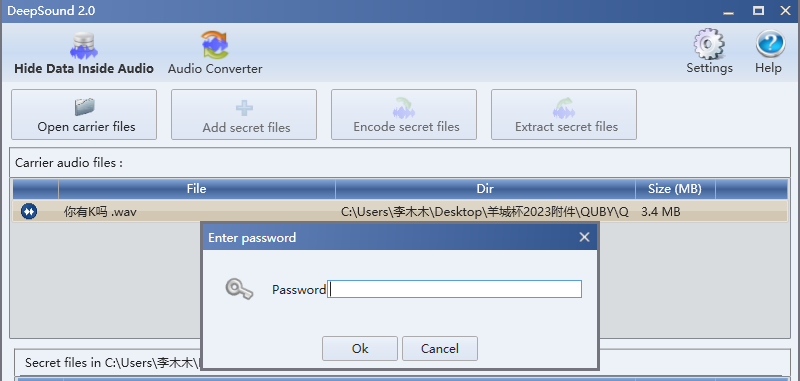 DeepSound 2.0
Hide Data Inside Audio
Audio Converter
Settings
Help
Open carrier files
Add secret files
Encode secret files
Extract secret files
Carrier audio files :
File Dir Size (MB)
你有K吗 .wav C:\Users\李木木\Desktop\羊城杯2023附件\QUBY\Q 3.4 MB
Enter password
Password
Ok Cancel
Secret files in C:\Users\李木木\